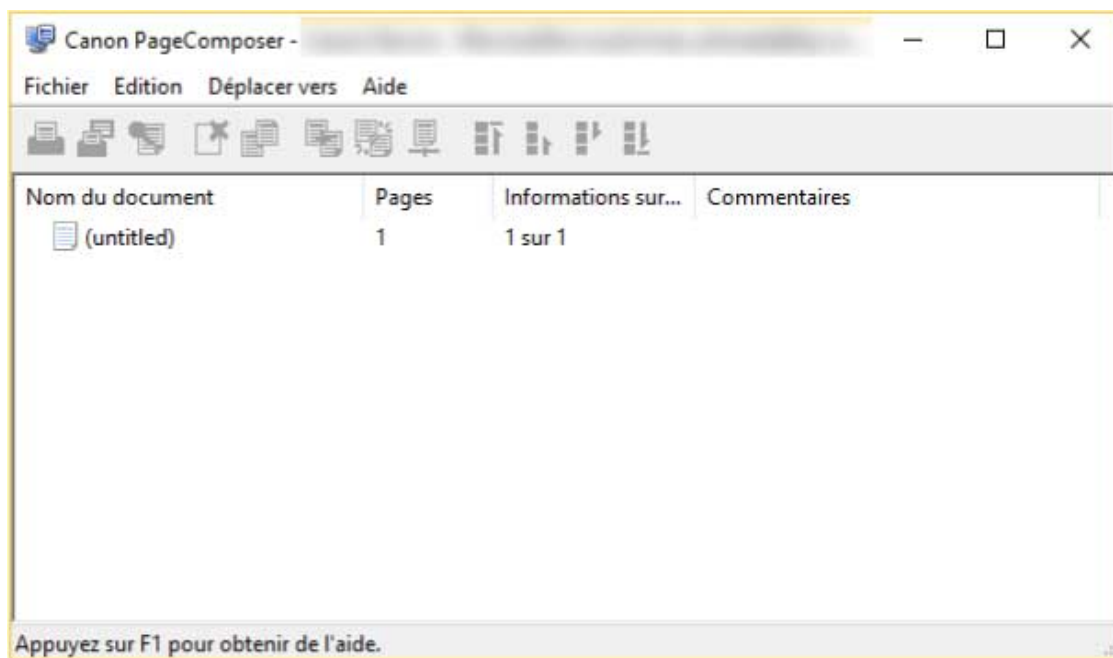 Canon PageComposer -
Fichier Edition Déplacer vers Aide
Nom du document Pages Informations sur... Commentaires
(untitled) 1 1 sur 1
Appuyez sur F1 pour obtenir de l'aide.